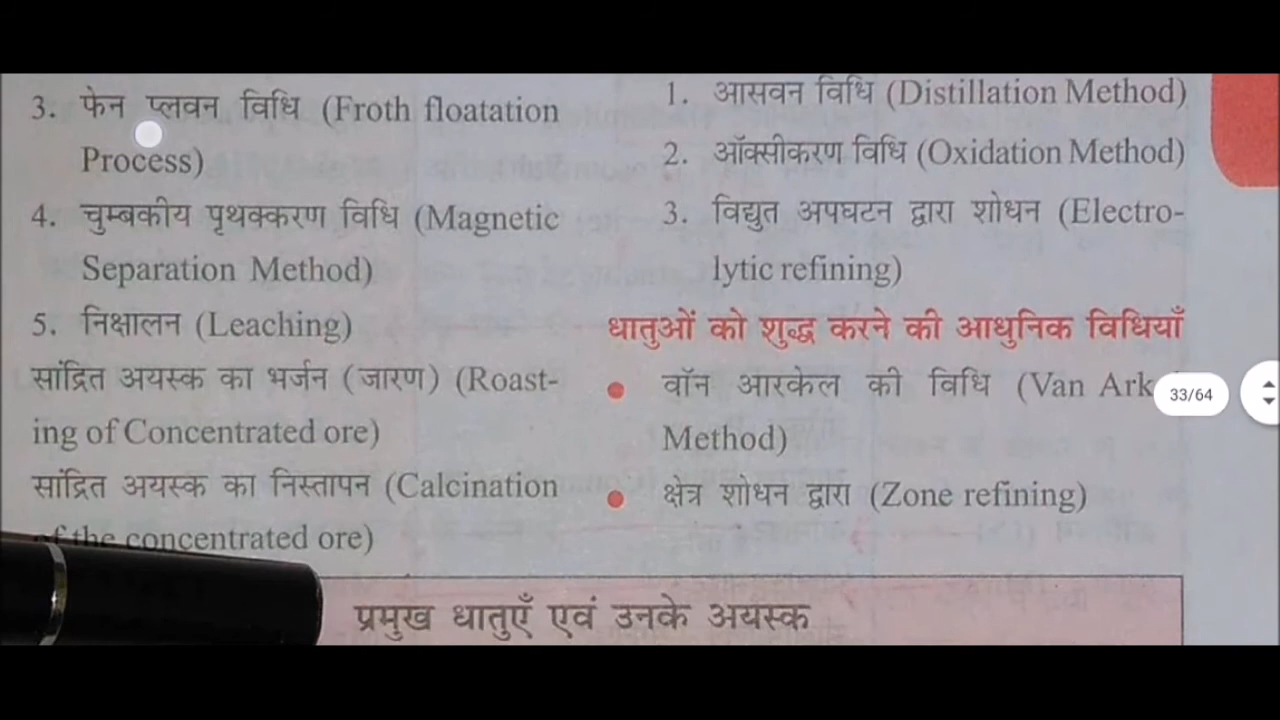 3. फेन प्लवन विधि (Froth floatation
Process)
4. चुम्बकीय पृथक्करण विधि (Magnetic
Separation Method)
5. निक्षालन (Leaching)
सांद्रित अयस्क का भर्जन (जारण) (Roast-
ing of Concentrated ore)
सांद्रित अयस्क का निस्तापन (Calcination
of the concentrated ore)
1. आसवन विधि (Distillation Method)
2. ऑक्सीकरण विधि (Oxidation Method)
3. विद्युत अपघटन द्वारा शोधन (Electro-
lytic refining)
धातुओं को शुद्ध करने की आधुनिक विधियाँ
● वॉन आरकेल की विधि (Van
Method)
● क्षेत्र शोधन द्वारा (Zone refining)
33/64
प्रमुख धातुएँ एवं उनके अयस्क